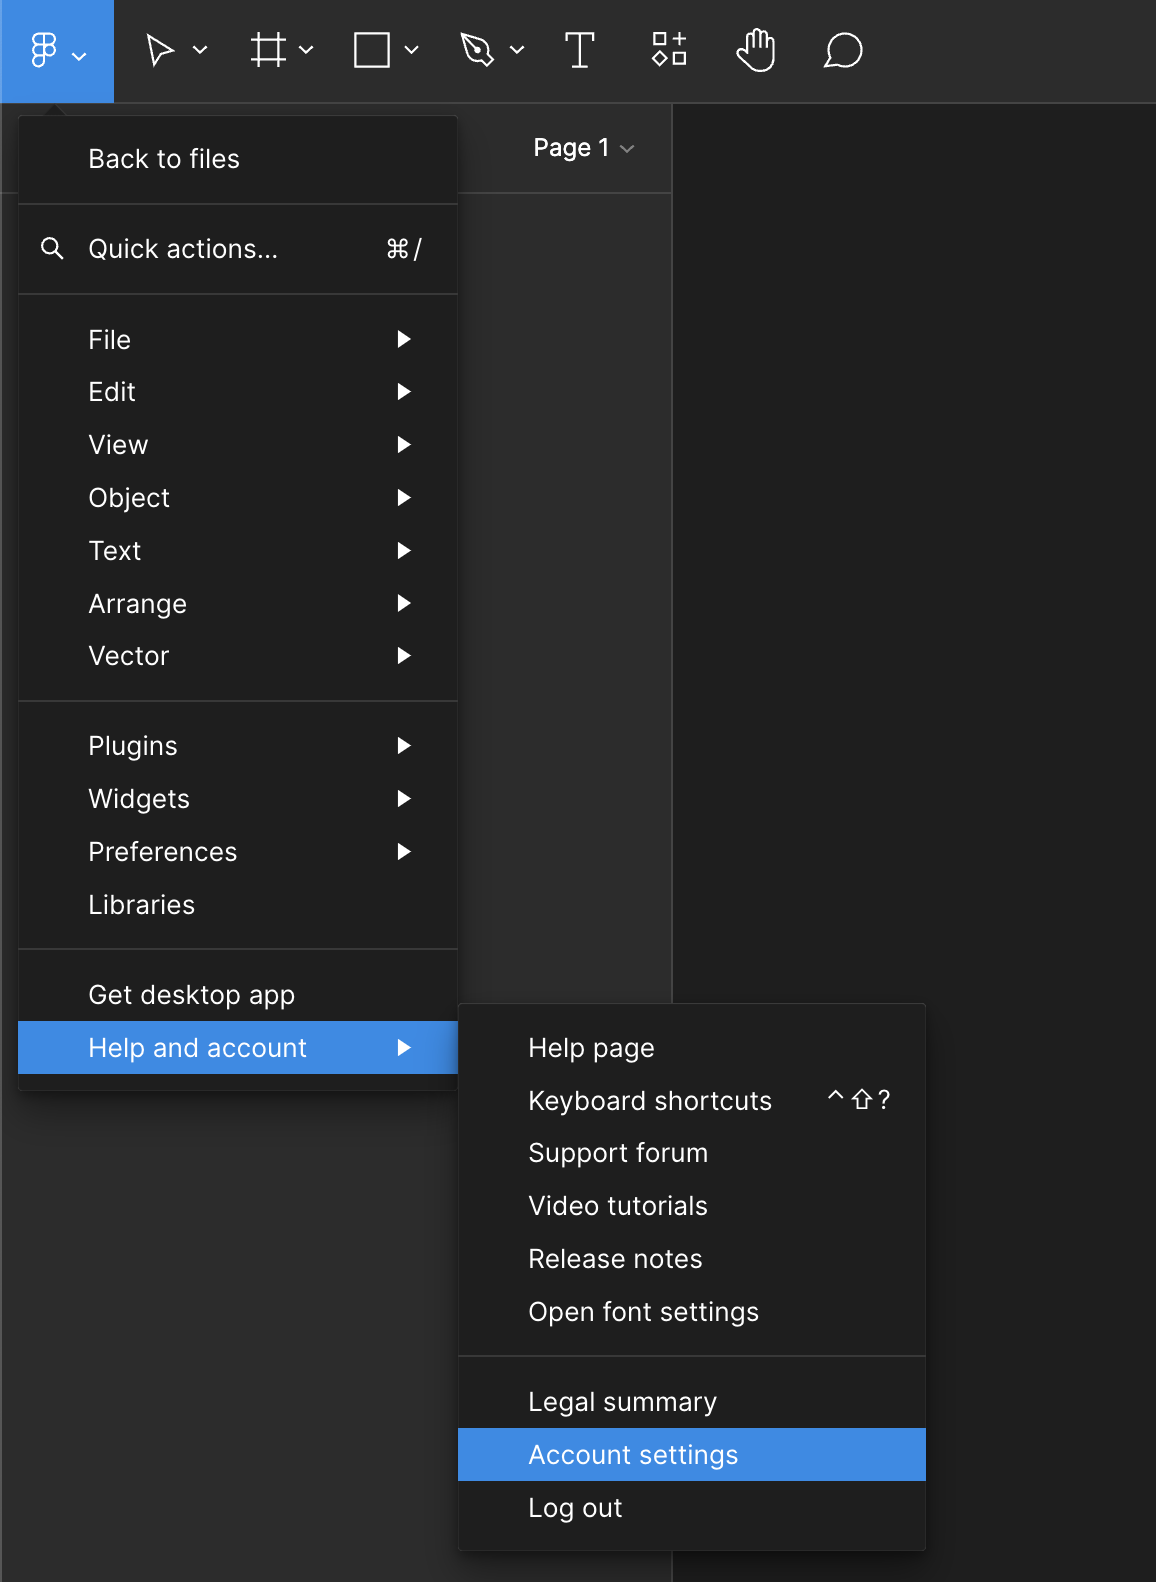 Page 1
Back to files
Quick actions... ⌘/
File
Edit
View
Object
Text
Arrange
Vector
Plugins
Widgets
Preferences
Libraries
Get desktop app
Help and account
Help page
Keyboard shortcuts ^⇧?
Support forum
Video tutorials
Release notes
Open font settings
Legal summary
Account settings
Log out